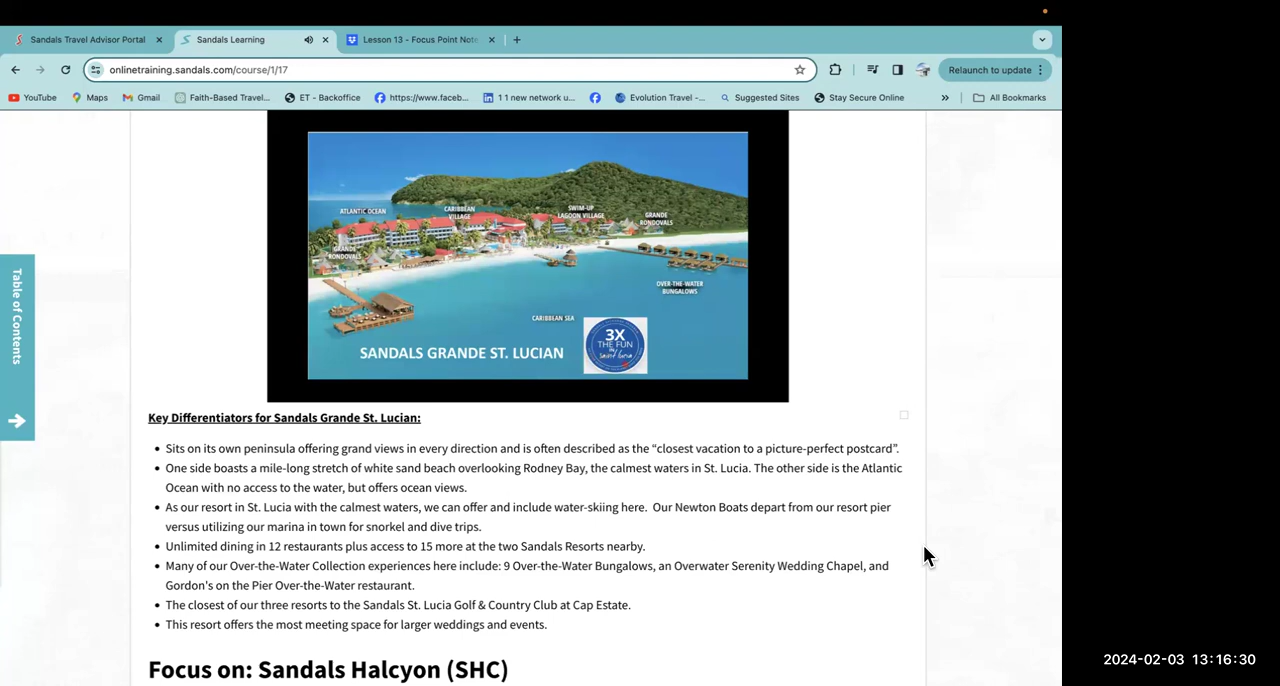 Sandals Travel Advisor Portal
Sandals Learning
Lesson 13 - Focus Point Note
onlinetraining.sandals.com/course/1/17
Relaunch to update
YouTube
Maps
Gmail
Faith-Based Travel...
ET - Backoffice
https://www.faceb...
1 1 new network u...
Evolution Travel -...
Suggested Sites
Stay Secure Online
All Bookmarks
ATLANTIC OCEAN
CARIBBEAN
VILLAGE
SWIM-UP
LAGOON VILLAGE
GRANDE
RONDOVALS
GRANDE
RONDOVALS
OVER-THE-WATER
BUNGALOWS
CARIBBEAN SEA
3X
THE FUN
Saint Lucia
SANDALS GRANDE ST. LUCIAN
Table of Contents
Key Differentiators for Sandals Grande St. Lucian:
Sits on its own peninsula offering grand views in every direction and is often described as the “closest vacation to a picture-perfect postcard”.
One side boasts a mile-long stretch of white sand beach overlooking Rodney Bay, the calmest waters in St. Lucia. The other side is the Atlantic
Ocean with no access to the water, but offers ocean views.
As our resort in St. Lucia with the calmest waters, we can offer and include water-skiing here.  Our Newton Boats depart from our resort pier
versus utilizing our marina in town for snorkel and dive trips.
Unlimited dining in 12 restaurants plus access to 15 more at the two Sandals Resorts nearby.
Many of our Over-the-Water Collection experiences here include: 9 Over-the-Water Bungalows, an Overwater Serenity Wedding Chapel, and
Gordon's on the Pier Over-the-Water restaurant.
The closest of our three resorts to the Sandals St. Lucia Golf & Country Club at Cap Estate.
This resort offers the most meeting space for larger weddings and events.
Focus on: Sandals Halcyon (SHC)
2024-02-03 13:16:30